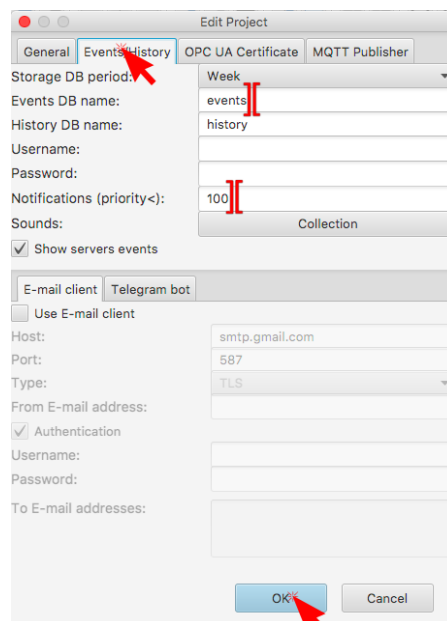 Edit Project
General Events/History OPC UA Certificate MQTT Publisher
Storage DB period: Week
Events DB name: events
History DB name: history
Username:
Password:
Notifications (priority<): 100
Sounds: Collection
Show servers events
E-mail client Telegram bot
Use E-mail client
Host: smtp.gmail.com
Port: 587
Type: TLS
From E-mail address:
Authentication
Username:
Password:
To E-mail addresses:
OK Cancel